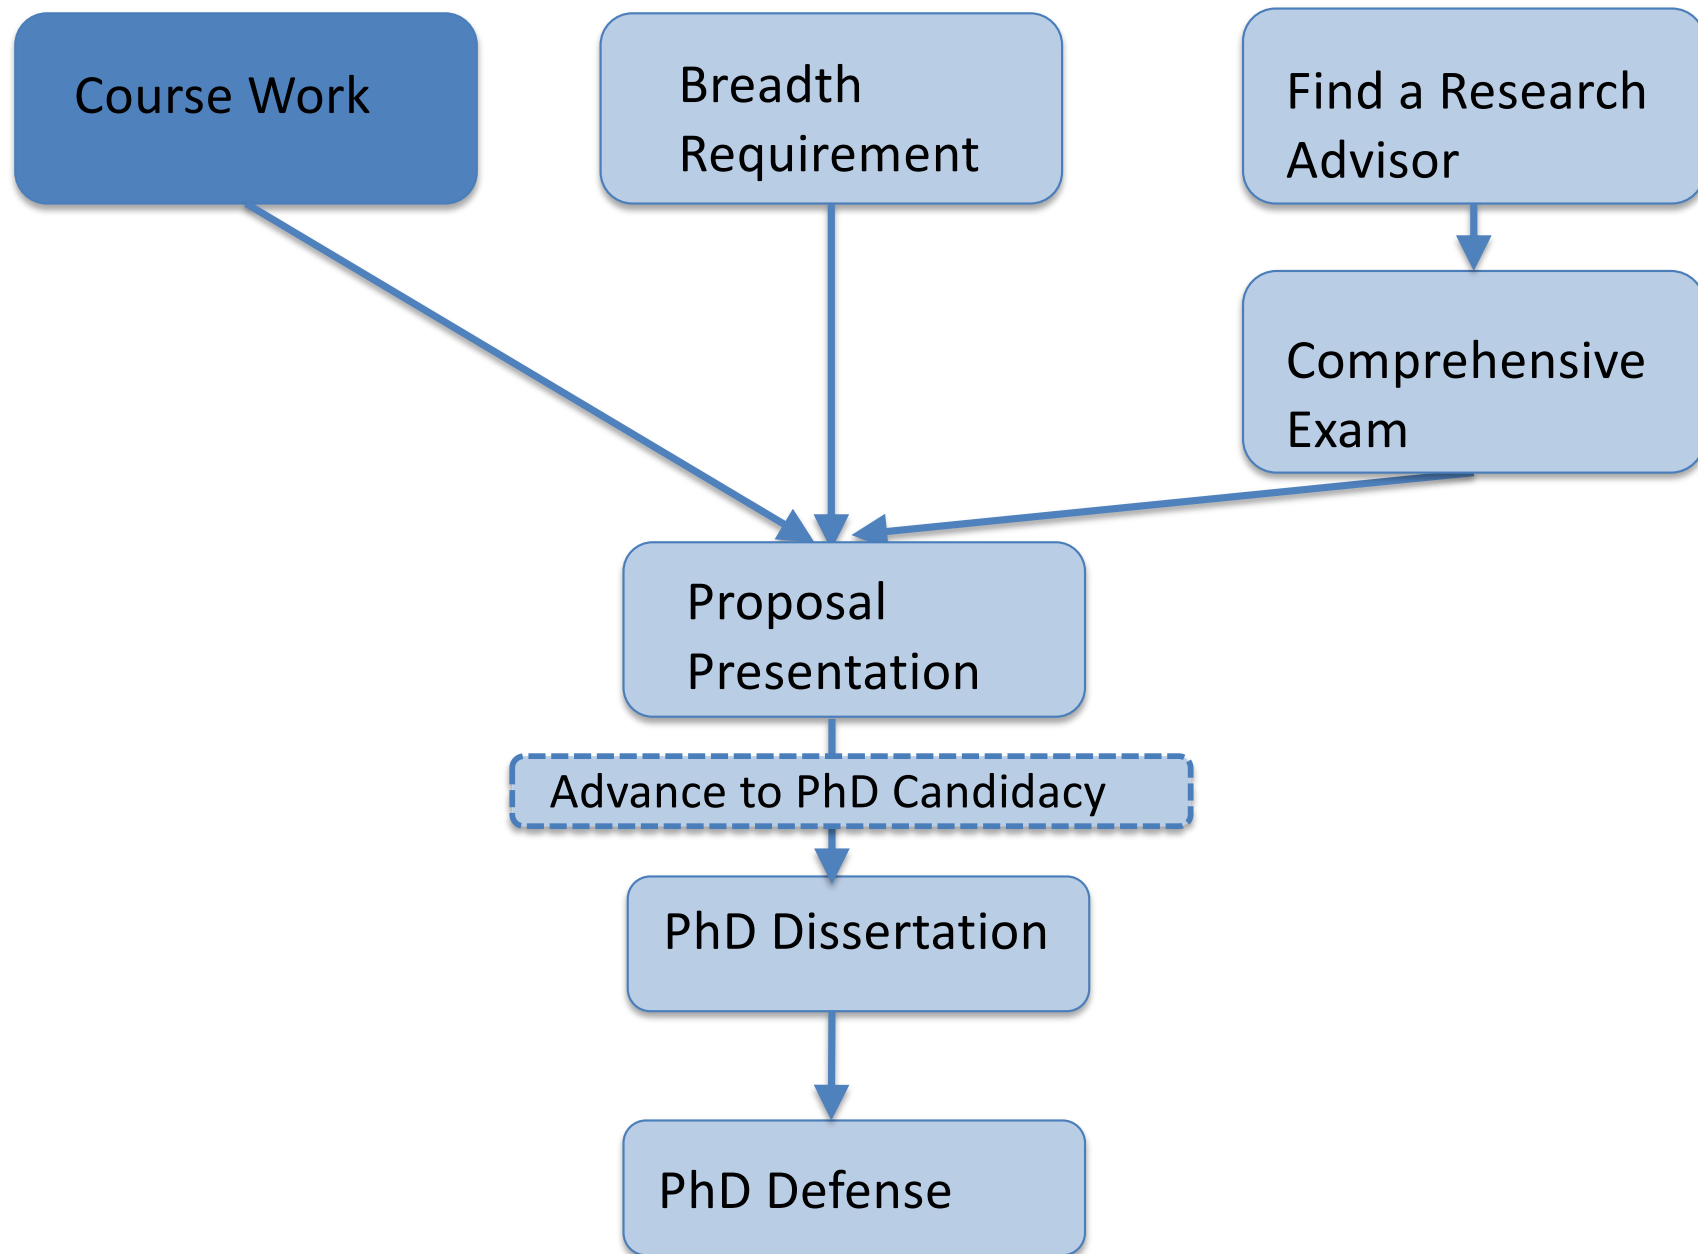 Course Work
Breadth
Requirement
Find a Research
Advisor
Comprehensive
Exam
Proposal
Presentation
Advance to PhD Candidacy
PhD Dissertation
PhD Defense